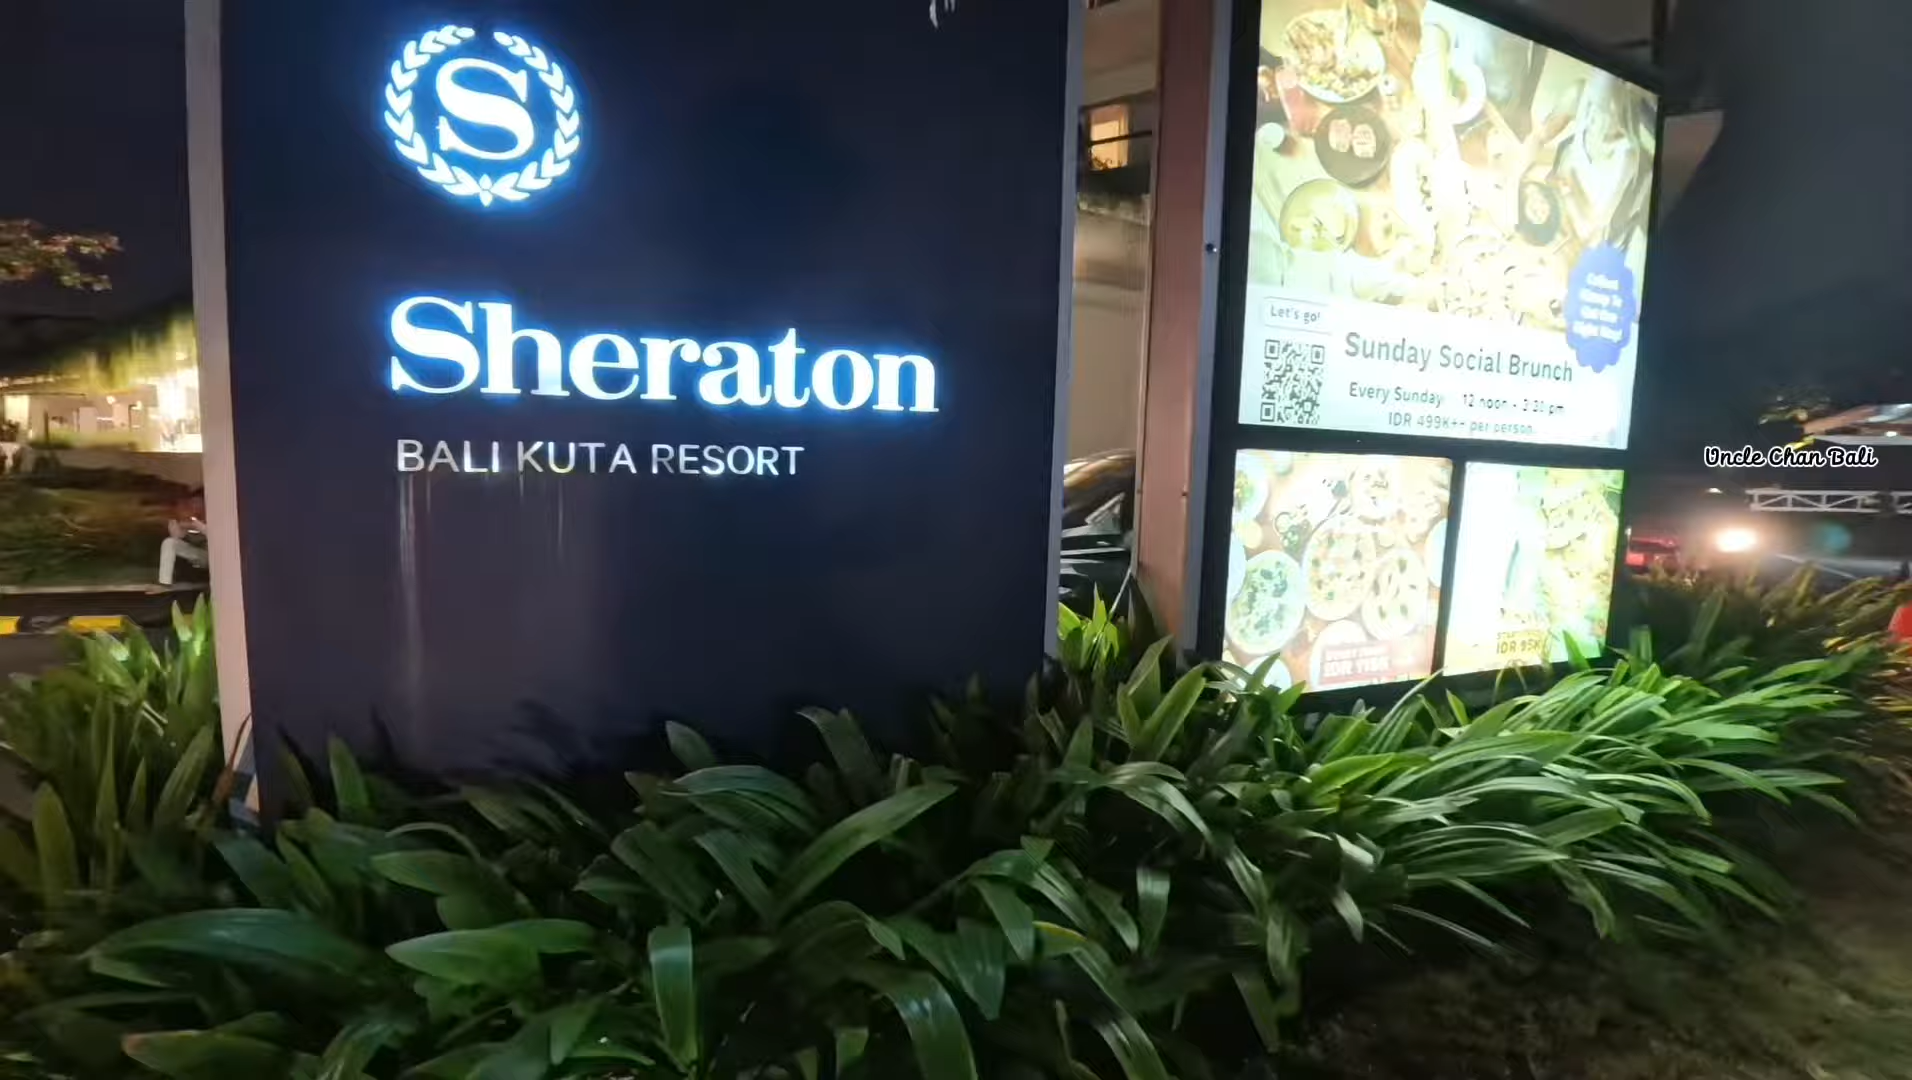 S
Sheraton
BALI KUTA RESORT
Let's go!
Sunday Social Brunch
Every Sunday 12 noon - 3:30 pm
IDR 499K++ per person
IDR 95K
Uncle Chan Bali